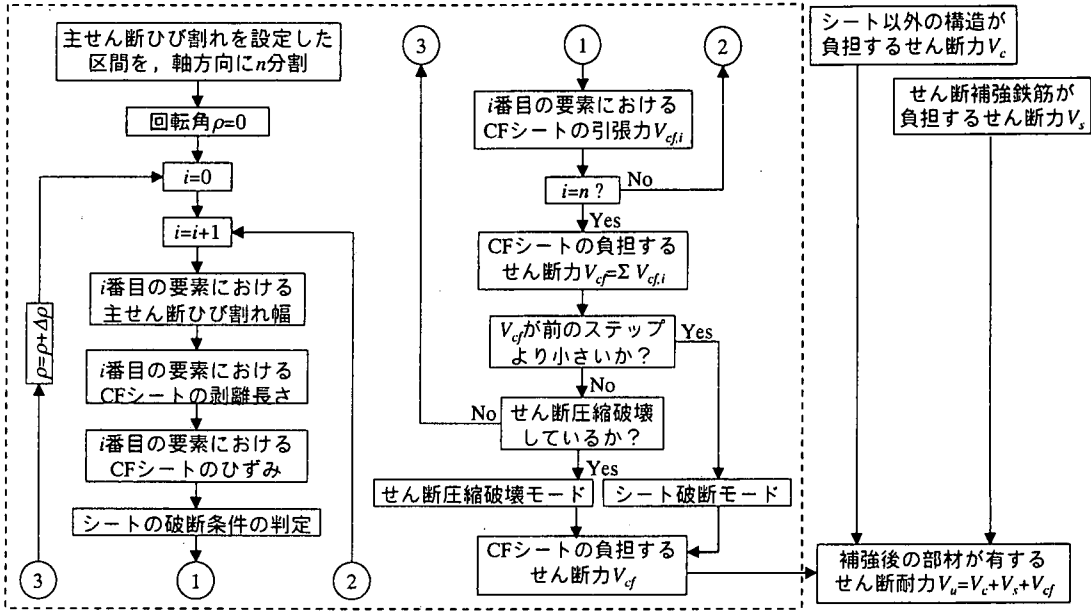 主せん断ひび割れを設定した
区間を，軸方向にn分割
回転角ρ=0
i=0
i=i+1
i番目の要素における
主せん断ひび割れ幅
i番目の要素における
CFシートの剥離長さ
i番目の要素における
CFシートのひずみ
シートの破断条件の判定
ρ=ρ+Δρ
3
1
2
3
1
2
i番目の要素における
CFシートの引張力Vcf,i
i=n ?
No
Yes
CFシートの負担する
せん断力Vcf=Σ Vcf,i
Vcfが前のステップ
より小さいか？
Yes
No
せん断圧縮破壊
しているか？
No
Yes
せん断圧縮破壊モード
シート破断モード
CFシートの負担する
せん断力Vcf
シート以外の構造が
負担するせん断力Vc
せん断補強鉄筋が
負担するせん断力Vs
補強後の部材が有する
せん断耐力Vu=Vc+Vs+Vcf